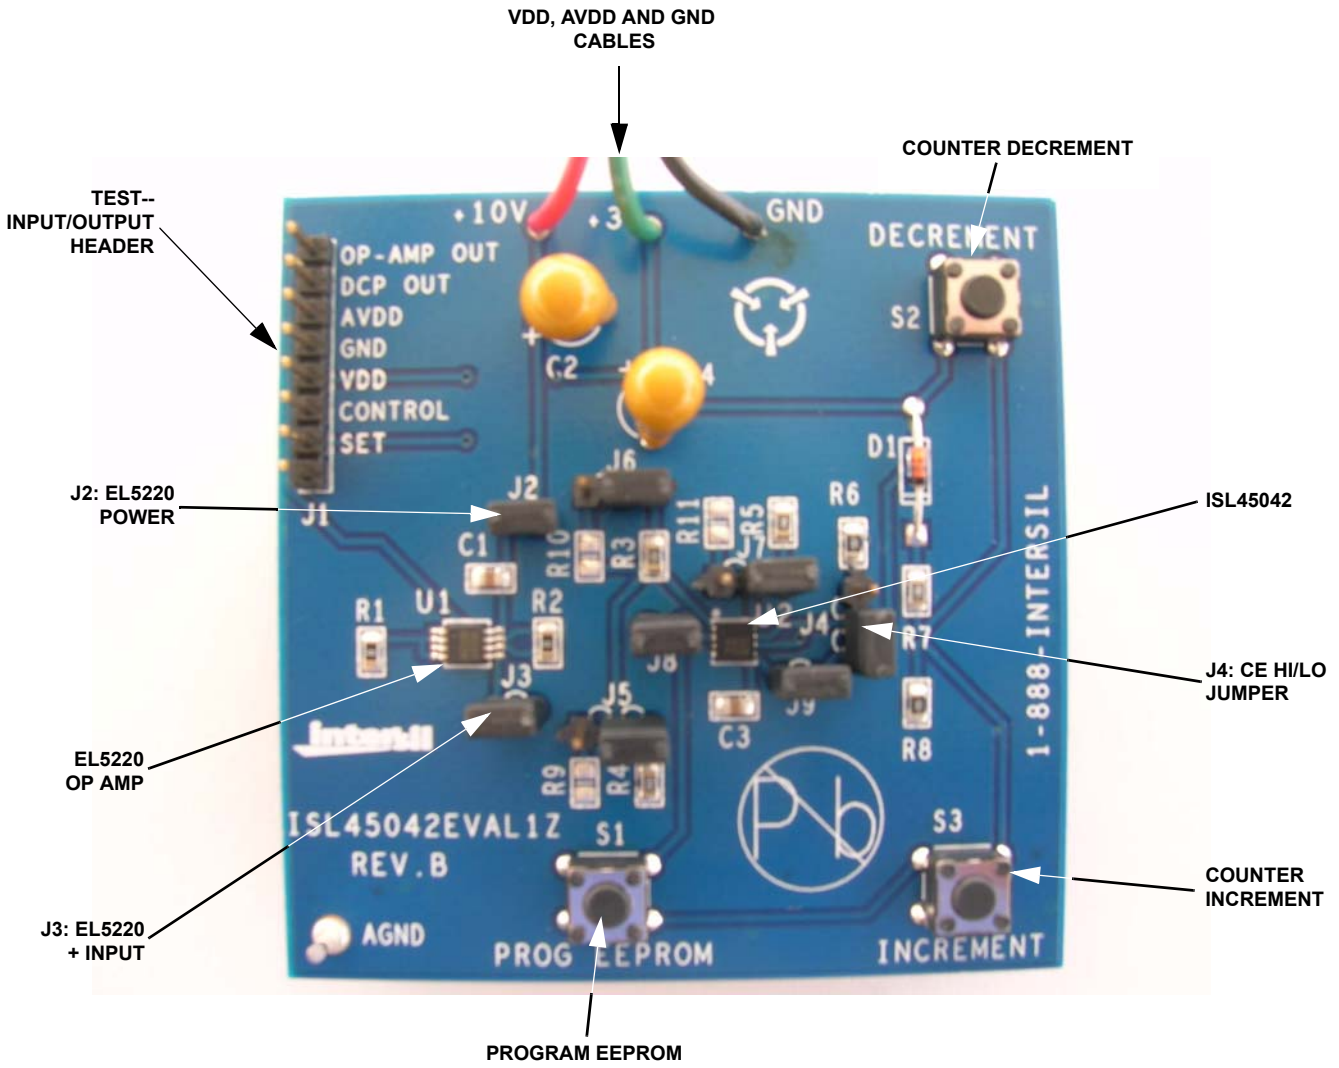 VDD, AVDD AND GND
CABLES
COUNTER DECREMENT
TEST--
INPUT/OUTPUT
HEADER
+10V
+3
GND
DECREMENT
OP-AMP OUT
DCP OUT
AVDD
GND
VDD
CONTROL
SET
S2
+
C2
+
4
D1
J6
J2: EL5220
POWER
J2
J1
R11
R5
R6
ISL45042
C1
R10
R3
J7
1-888-INTERSIL
R1
U1
R2
J4
R7
J8
J3
J9
J4: CE HI/LO
JUMPER
J5
C3
R8
intersil
EL5220
OP AMP
R9
R4
Pb
ISL45042EVAL1Z
REV.B
S1
S3
COUNTER
INCREMENT
J3: EL5220
+ INPUT
AGND
PROG EEPROM
INCREMENT
PROGRAM EEPROM